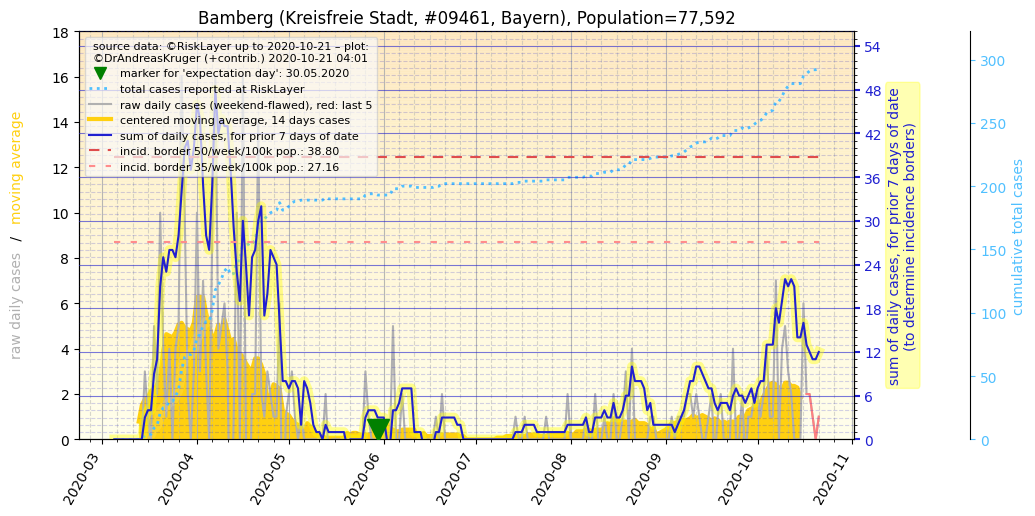 Bamberg (Kreisfreie Stadt, #09461, Bayern), Population=77,592
source data: ©RiskLayer up to 2020-10-21 – plot:
©DrAndreasKruger (+contrib.) 2020-10-21 04:01
marker for 'expectation day': 30.05.2020
total cases reported at RiskLayer
raw daily cases (weekend-flawed), red: last 5
centered moving average, 14 days cases
sum of daily cases, for prior 7 days of date
incid. border 50/week/100k pop.: 38.80
incid. border 35/week/100k pop.: 27.16
raw daily cases / moving average
18
16
14
12
10
8
6
4
2
0
54
48
42
36
30
24
18
12
6
0
sum of daily cases, for prior 7 days of date
(to determine incidence borders)
300
250
200
150
100
50
0
cumulative total cases
2020-03
2020-04
2020-05
2020-06
2020-07
2020-08
2020-09
2020-10
2020-11